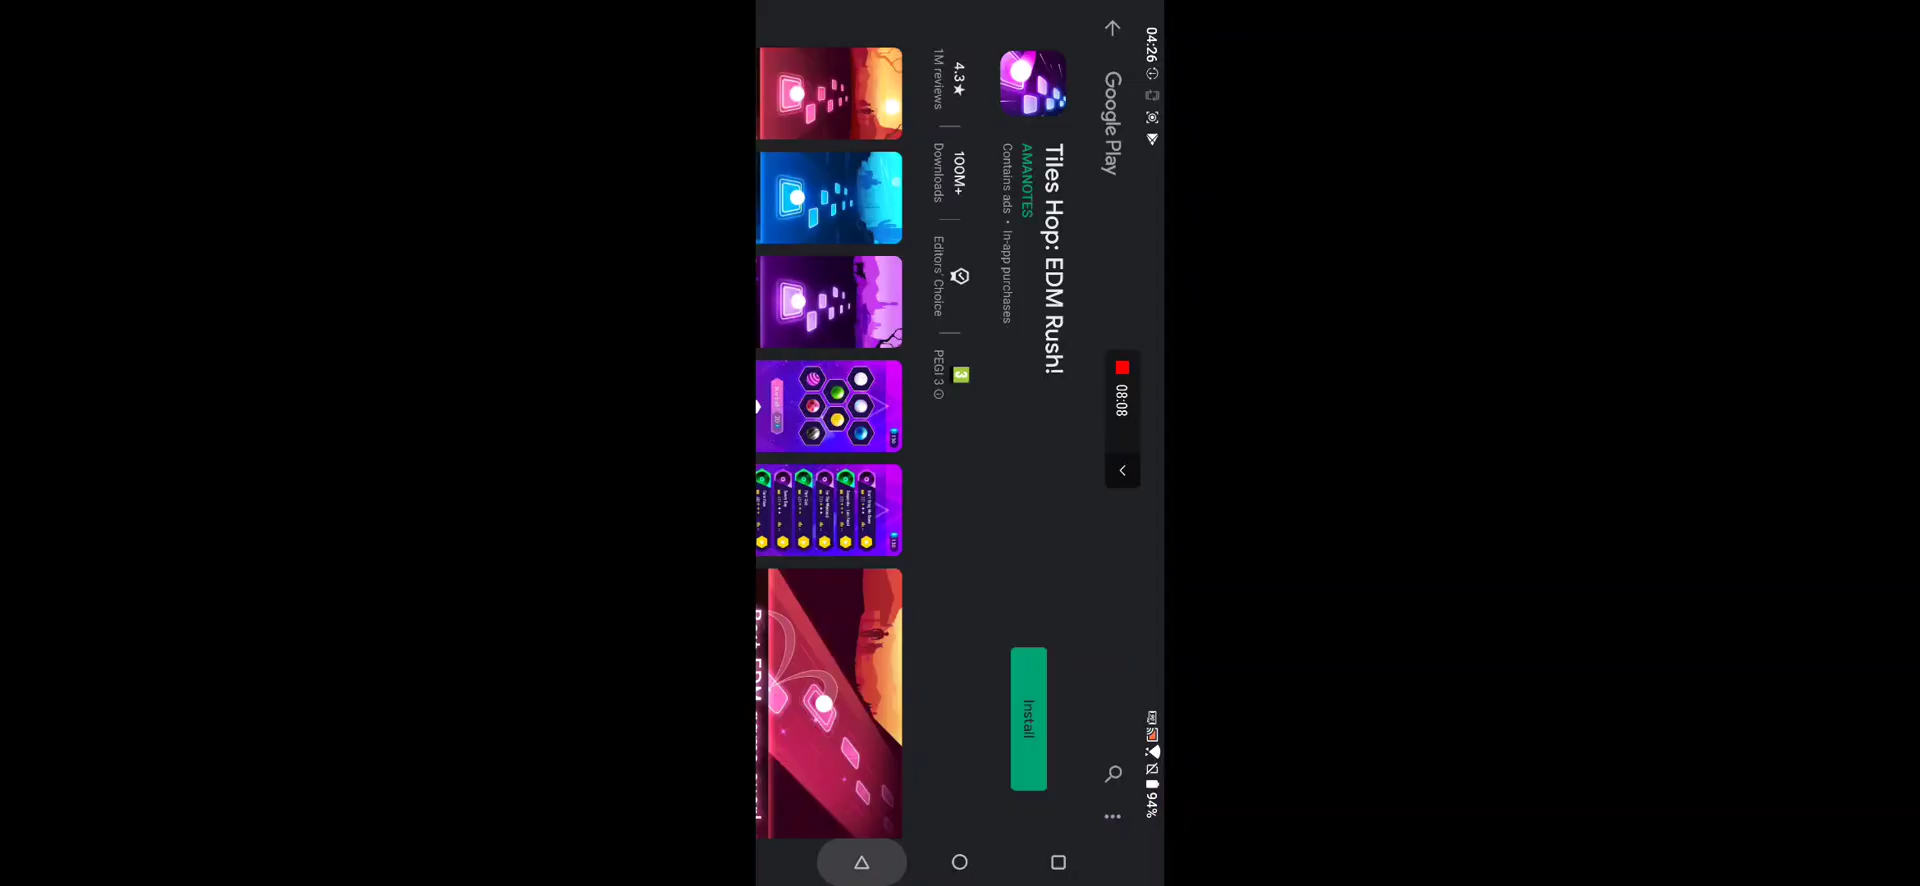 04:26
94%
Google Play
08:08
Tiles Hop: EDM Rush!
AMANOTES
Contains ads • In-app purchases
Install
4.3★
1M reviews
100M+
Downloads
Editors' Choice
3
PEGI 3